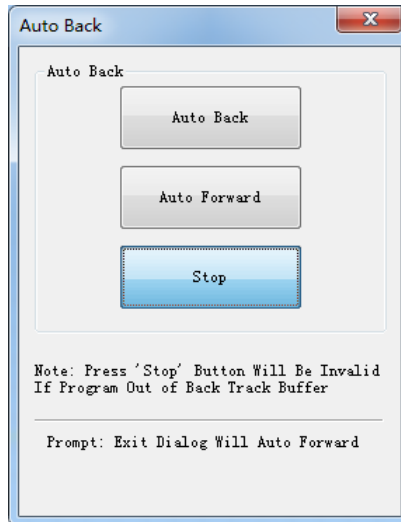 Auto Back
Auto Back
Auto Back
Auto Forward
Stop
Note: Press 'Stop' Button Will Be Invalid
If Program Out of Back Track Buffer
Prompt: Exit Dialog Will Auto Forward